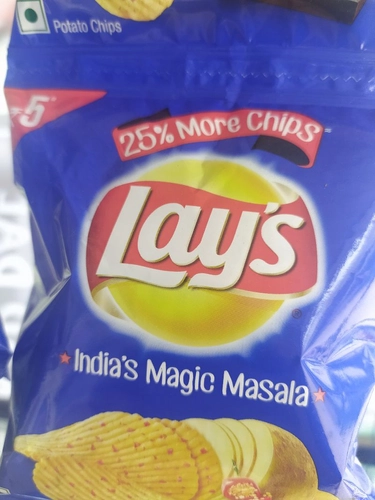 Potato Chips
₹5*
25% More Chips
Lay's
®
India's Magic Masala